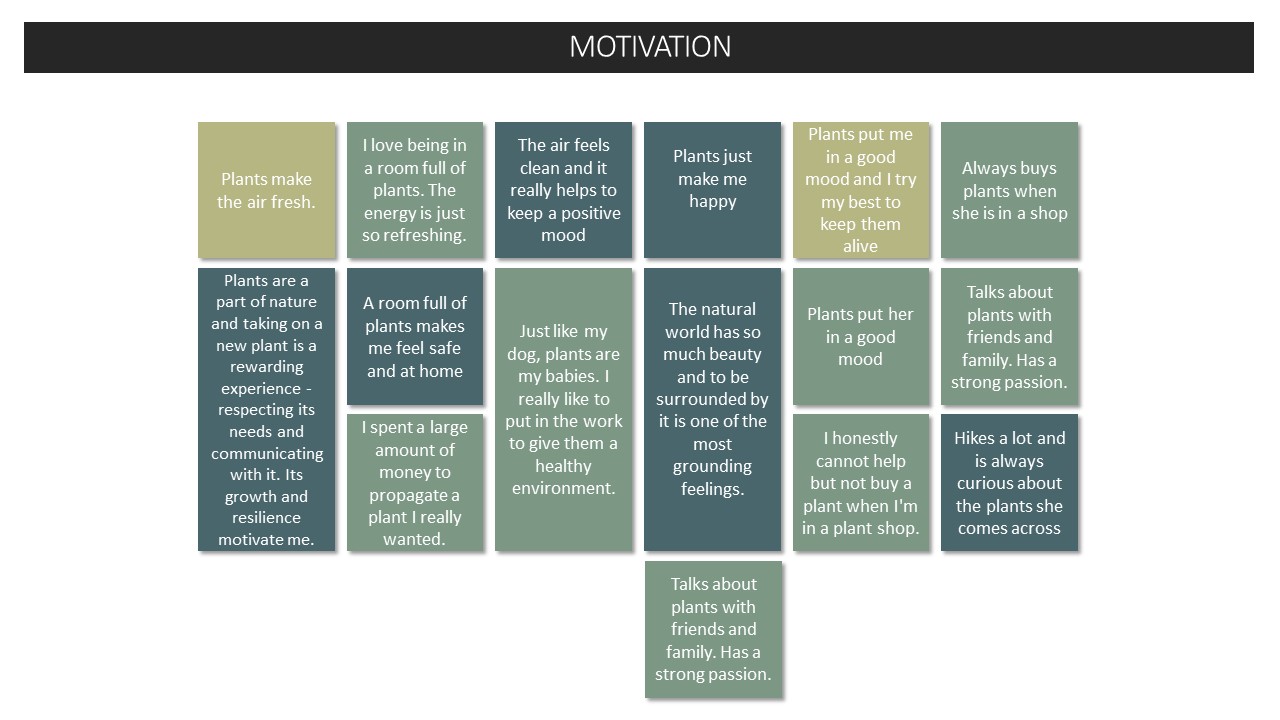 MOTIVATION
Plants make
the air fresh.
I love being in
a room full of
plants. The
energy is just
so refreshing.
The air feels
clean and it
really helps to
keep a positive
mood
Plants just
make me
happy
Plants put me
in a good
mood and I try
my best to
keep them
alive
Always buys
plants when
she is in a shop
Plants are a
part of nature
and taking on a
new plant is a
rewarding
experience -
respecting its
needs and
communicating
with it. Its
growth and
resilience
motivate me.
A room full of
plants makes
me feel safe
and at home
Just like my
dog, plants are
my babies. I
really like to
put in the work
to give them a
healthy
environment.
The natural
world has so
much beauty
and to be
surrounded by
it is one of the
most
grounding
feelings.
Plants put her
in a good
mood
Talks about
plants with
friends and
family. Has a
strong passion.
I spent a large
amount of
money to
propagate a
plant I really
wanted.
I honestly
cannot help
but not buy a
plant when I'm
in a plant shop.
Hikes a lot and
is always
curious about
the plants she
comes across
Talks about
plants with
friends and
family. Has a
strong passion.